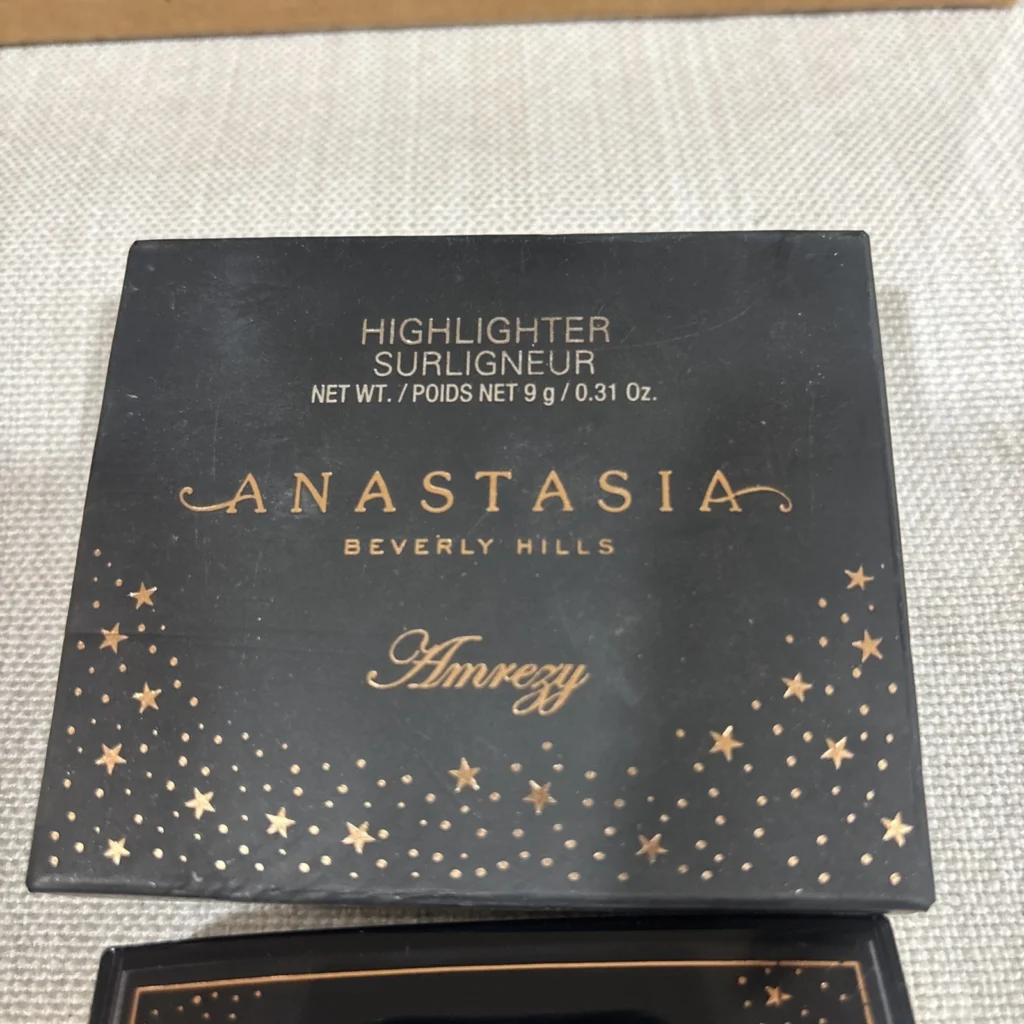 HIGHLIGHTER
SURLIGNEUR
NET WT. / POIDS NET 9 g / 0.31 Oz.
ANASTASIA
BEVERLY HILLS
Amrezy